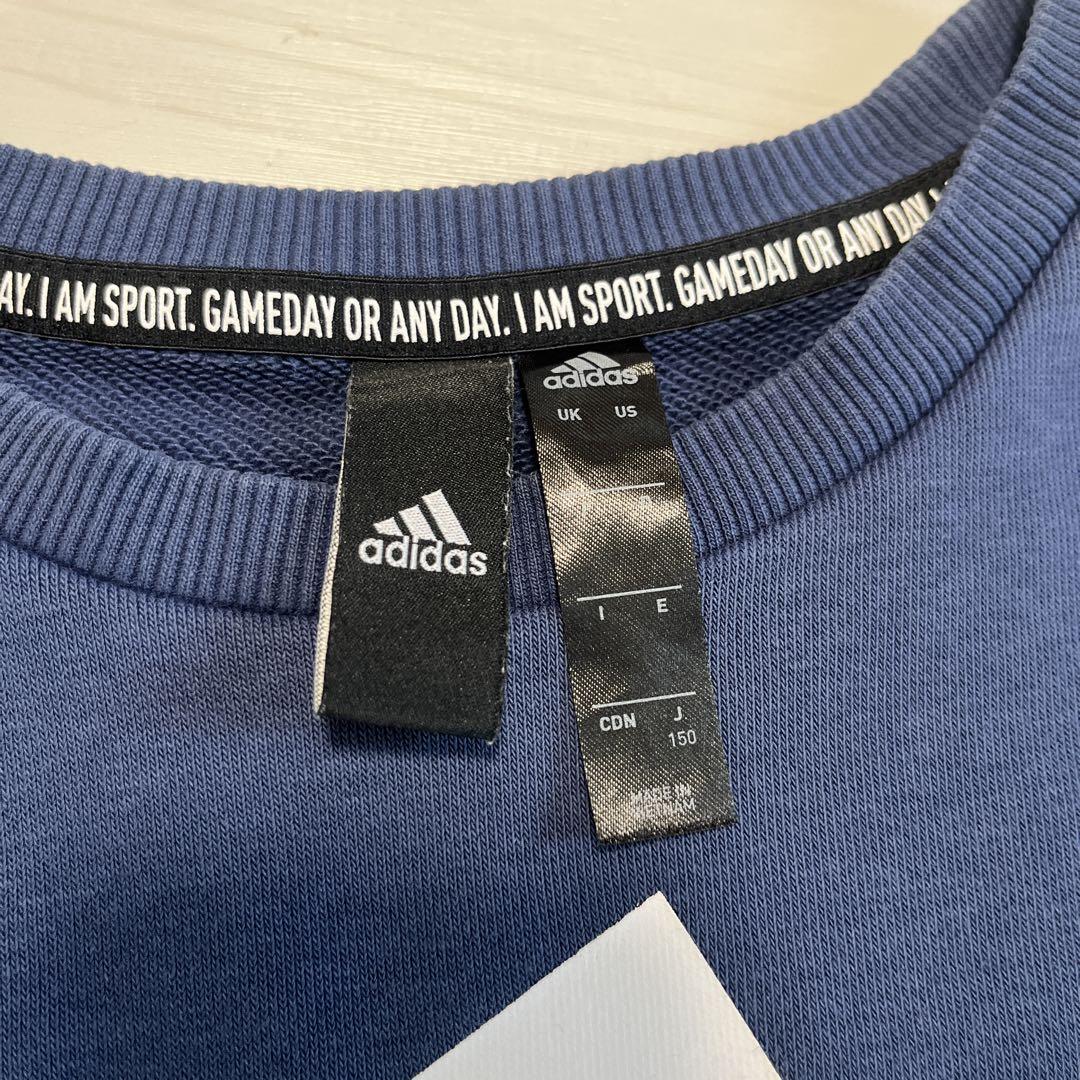 AY. I AM SPORT. GAMEDAY OR ANY DAY. I AM SPORT. GAMEDAY OR ANY DAY.
adidas
adidas
UK US
I E
CDN J
150
MADE IN
VIETNAM